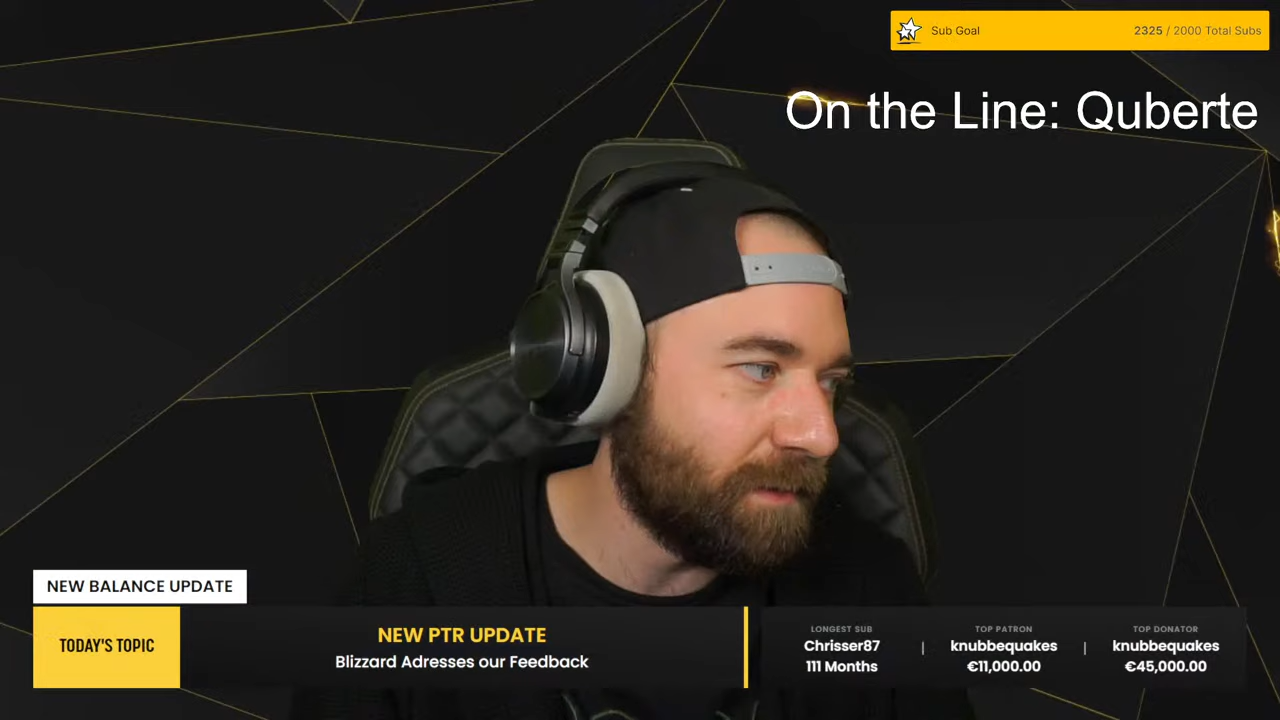 Sub Goal
2325 / 2000 Total Subs
On the Line: Quberte
NEW BALANCE UPDATE
TODAY'S TOPIC
NEW PTR UPDATE
Blizzard Adresses our Feedback
LONGEST SUB
Chrisser87
111 Months
|
TOP PATRON
knubbequakes
€11,000.00
|
TOP DONATOR
knubbequakes
€45,000.00